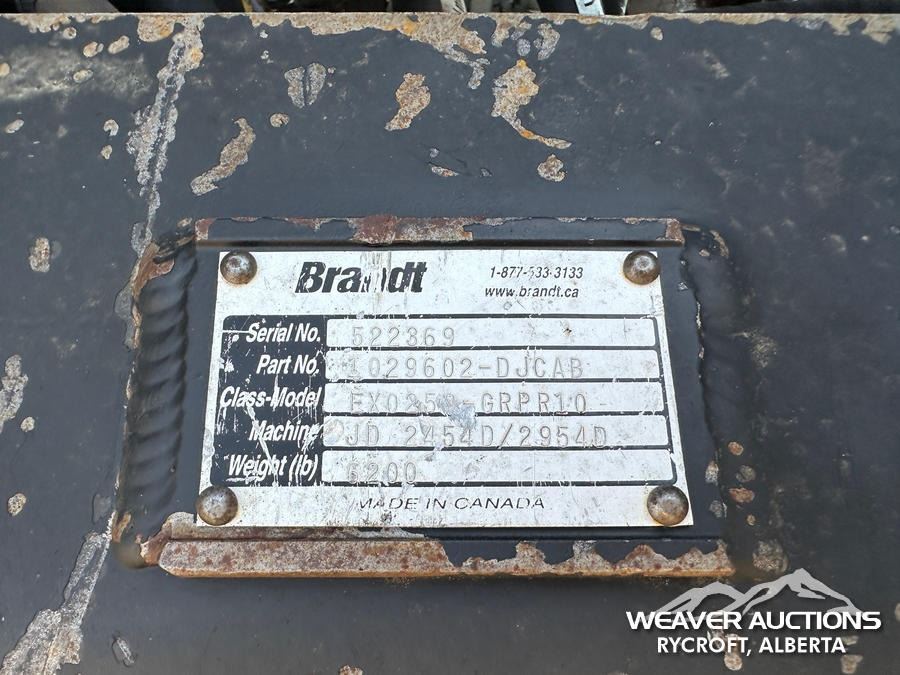 Brandt
1-877-533-3133
www.brandt.ca
Serial No. 522369
Part No. 1029602-DJCAB
Class-Model GRPR10
Machine JD 2454D/2954D
Weight (lb) 6200
MADE IN CANADA
WEAVER AUCTIONS
RYCROFT, ALBERTA